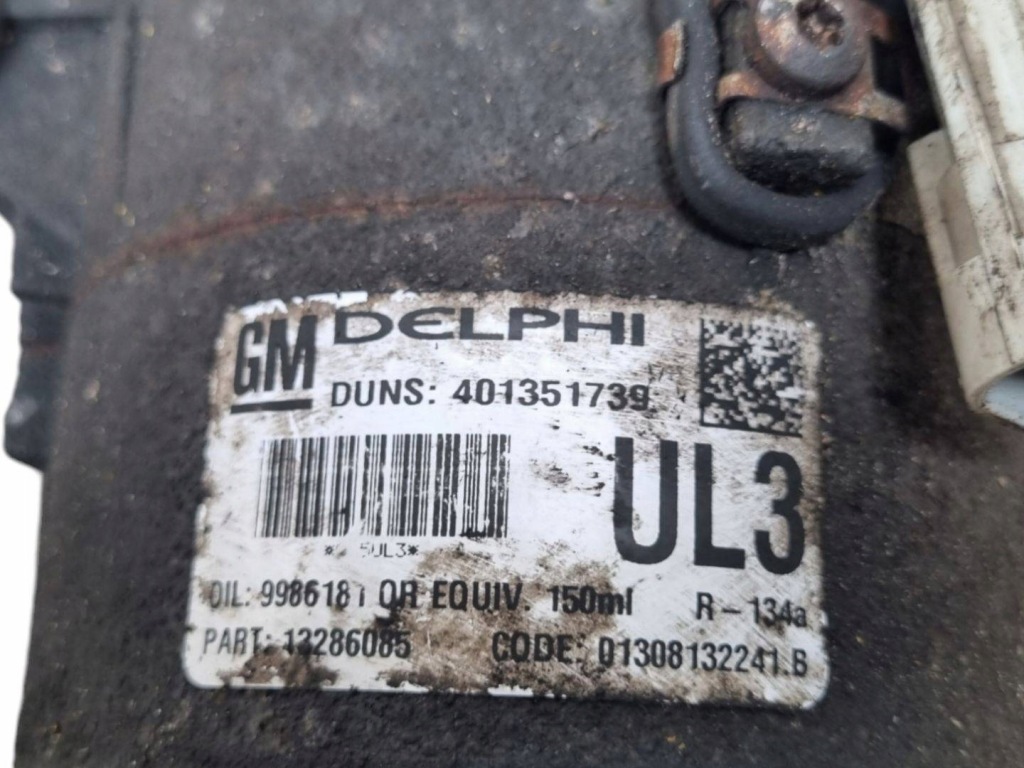 GM DELPHI
DUNS: 401351739
UL3
5UL3*
OIL: 9986181 OR EQUIV. 150ml R-134a
PART: 13286085 CODE: 01308132241.B